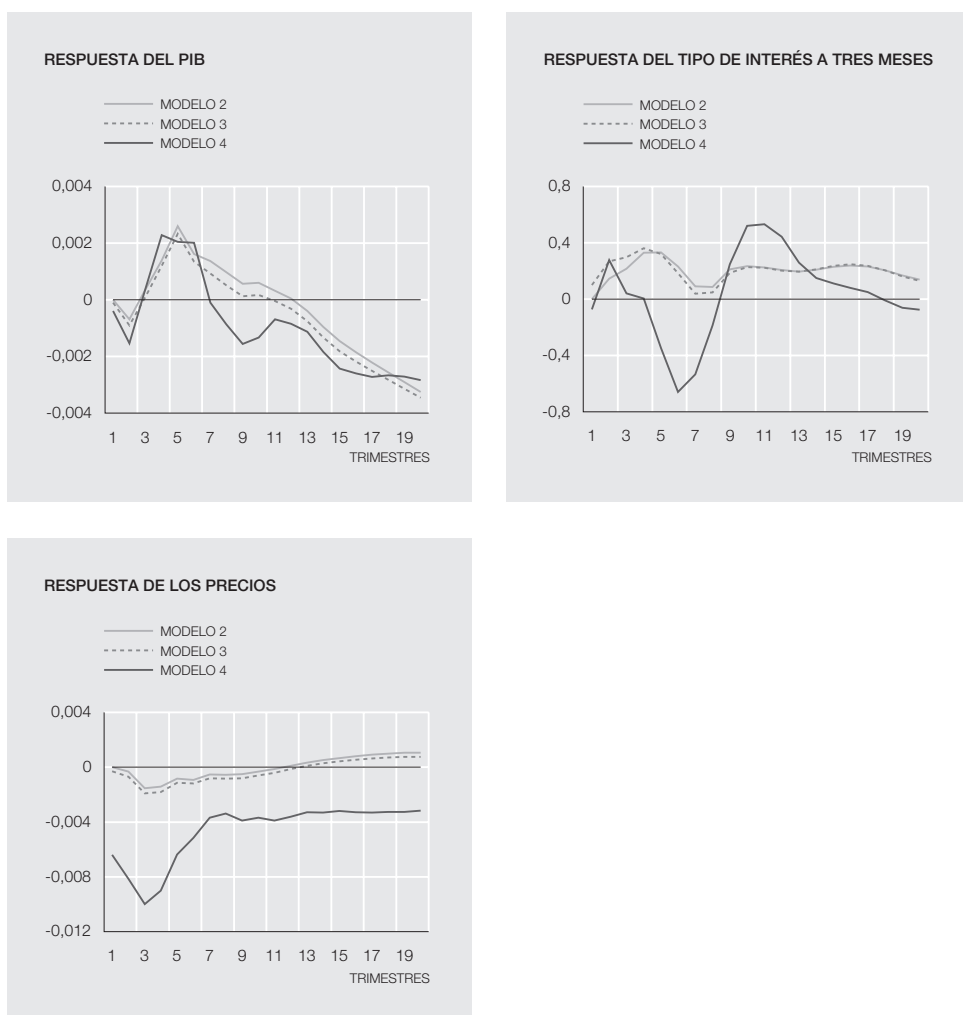 RESPUESTA DEL PIB
MODELO 2
MODELO 3
MODELO 4
0,004
0,002
0
-0,002
-0,004
1 3 5 7 9 11 13 15 17 19
TRIMESTRES
RESPUESTA DEL TIPO DE INTERÉS A TRES MESES
MODELO 2
MODELO 3
MODELO 4
0,8
0,4
0
-0,4
-0,8
1 3 5 7 9 11 13 15 17 19
TRIMESTRES
RESPUESTA DE LOS PRECIOS
MODELO 2
MODELO 3
MODELO 4
0,004
0
-0,004
-0,008
-0,012
1 3 5 7 9 11 13 15 17 19
TRIMESTRES